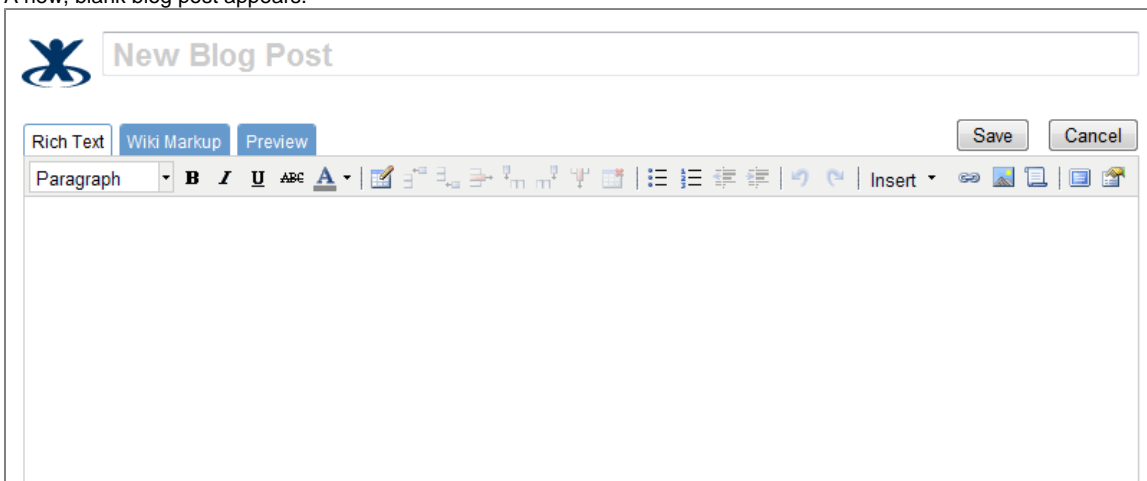 A new, blank blog post appears.
New Blog Post
Rich Text Wiki Markup Preview Save Cancel
Paragraph B I U ABC A Insert